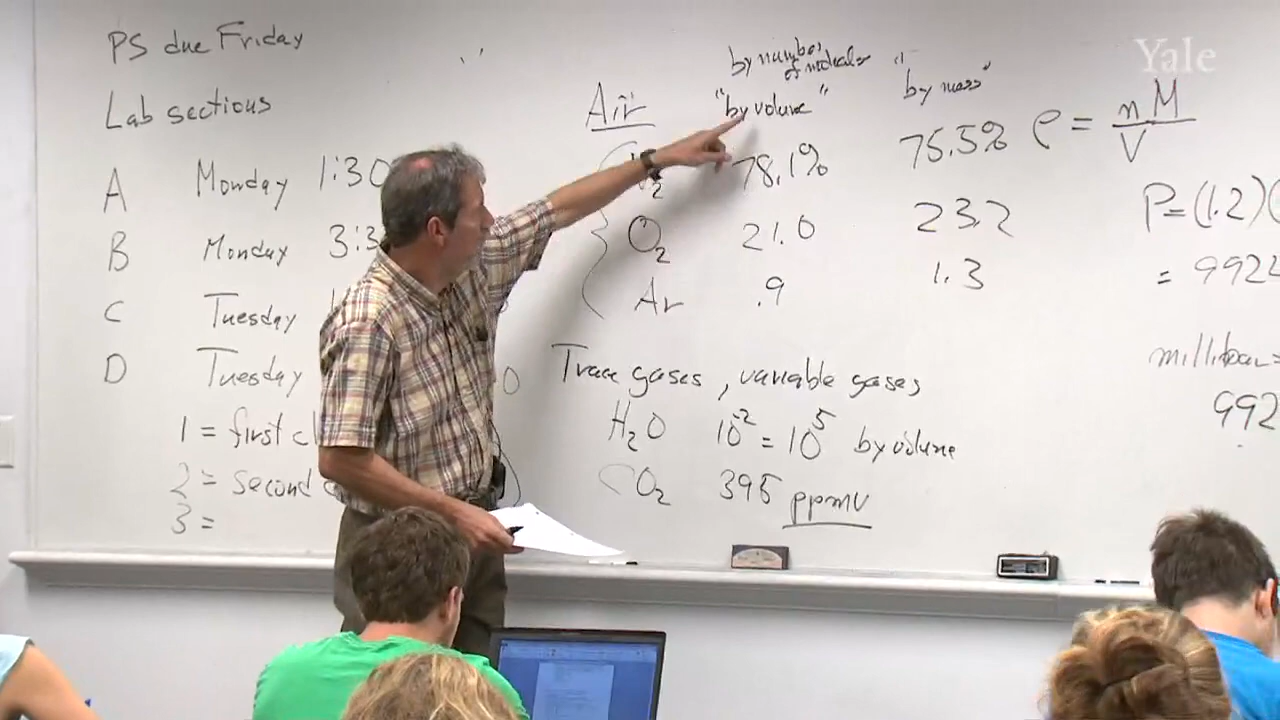 PS due Friday
Lab sections
A Monday 1:30
B Monday 3:3
C Tuesday
D Tuesday 0
1 = first cl
2 = second
3 =
by number
of molecules
Air "by volume" "by mass"
2 78.1% 75.5%
O2 21.0 23.2
Ar .9 1.3
Trace gases, variable gases
H2O 10^-2 = 10^5 by volume
CO2 395 ppmv
Yale
ρ = nM
V
P = (1.2)(
= 992
millibar =
992